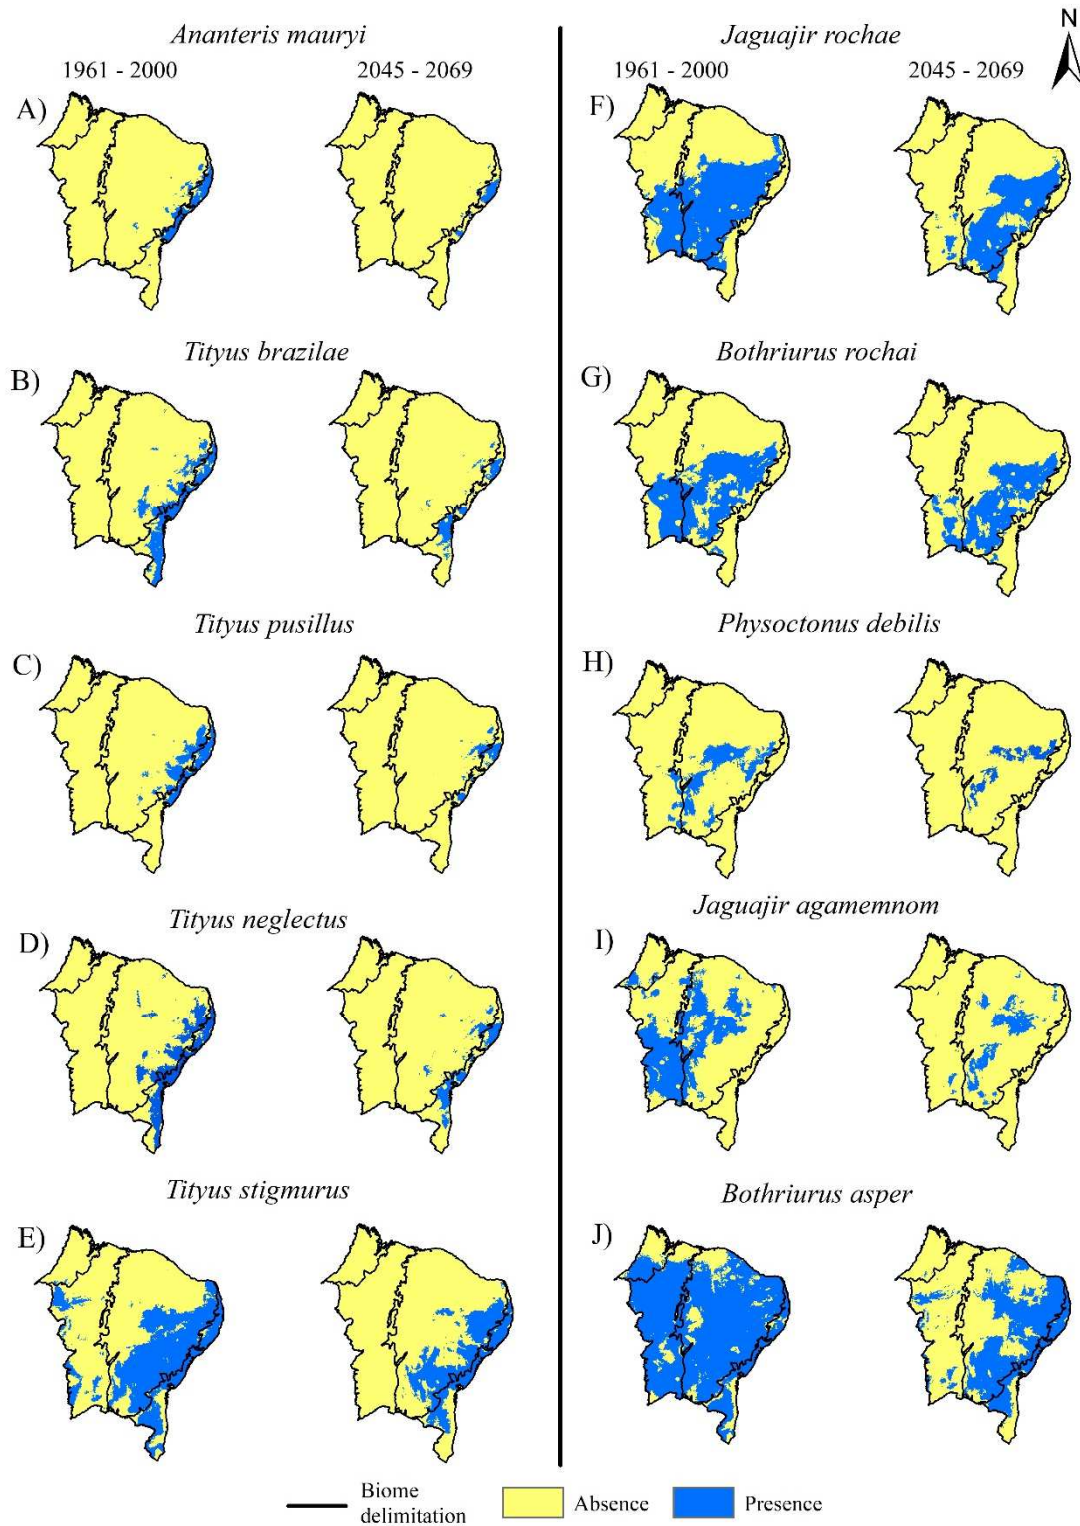 Ananteris mauryi
1961 - 2000
2045 - 2069
A)
Tityus brazilae
B)
Tityus pusillus
C)
Tityus neglectus
D)
Tityus stigmurus
E)
Jaguajir rochae
N
1961 - 2000
2045 - 2069
F)
Bothriurus rochai
G)
Physoctonus debilis
H)
Jaguajir agamemnom
I)
Bothriurus asper
J)
Biome
delimitation
Absence
Presence